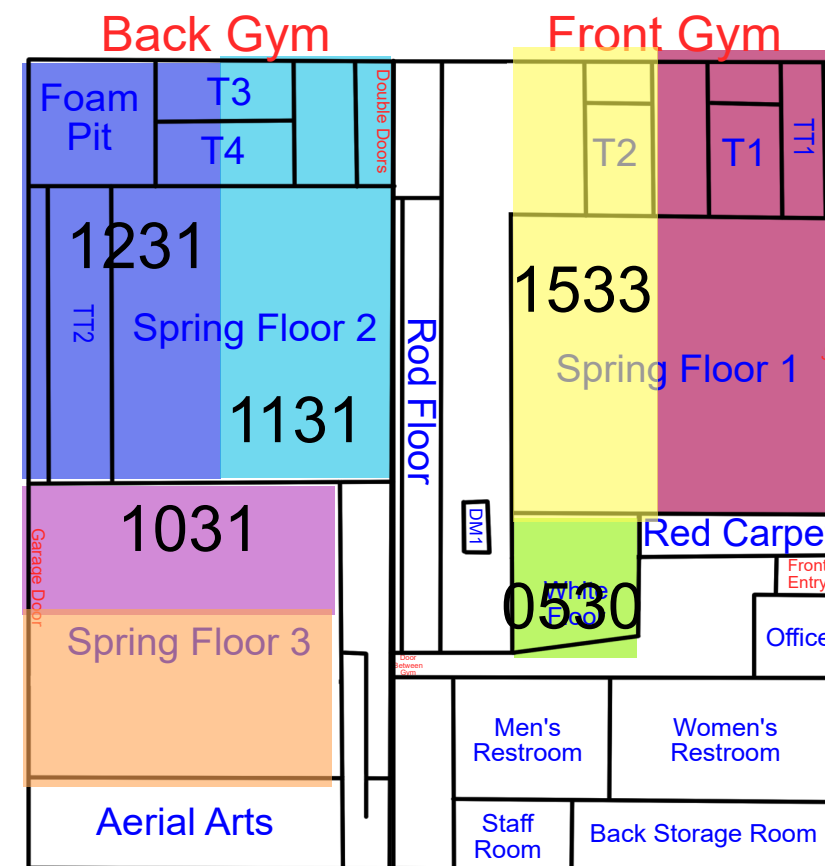 Back Gym
Front Gym
Foam
Pit
T3
T4
Double Doors
T2
T1
TT1
1231
TT2
Spring Floor 2
1131
Rod Floor
1533
Spring Floor 1
1031
Garage Door
Spring Floor 3
DM1
Red Carpe
White
Floor
0530
Front
Entry
Office
Door
Between
Gym
Men's
Restroom
Women's
Restroom
Aerial Arts
Staff
Room
Back Storage Room